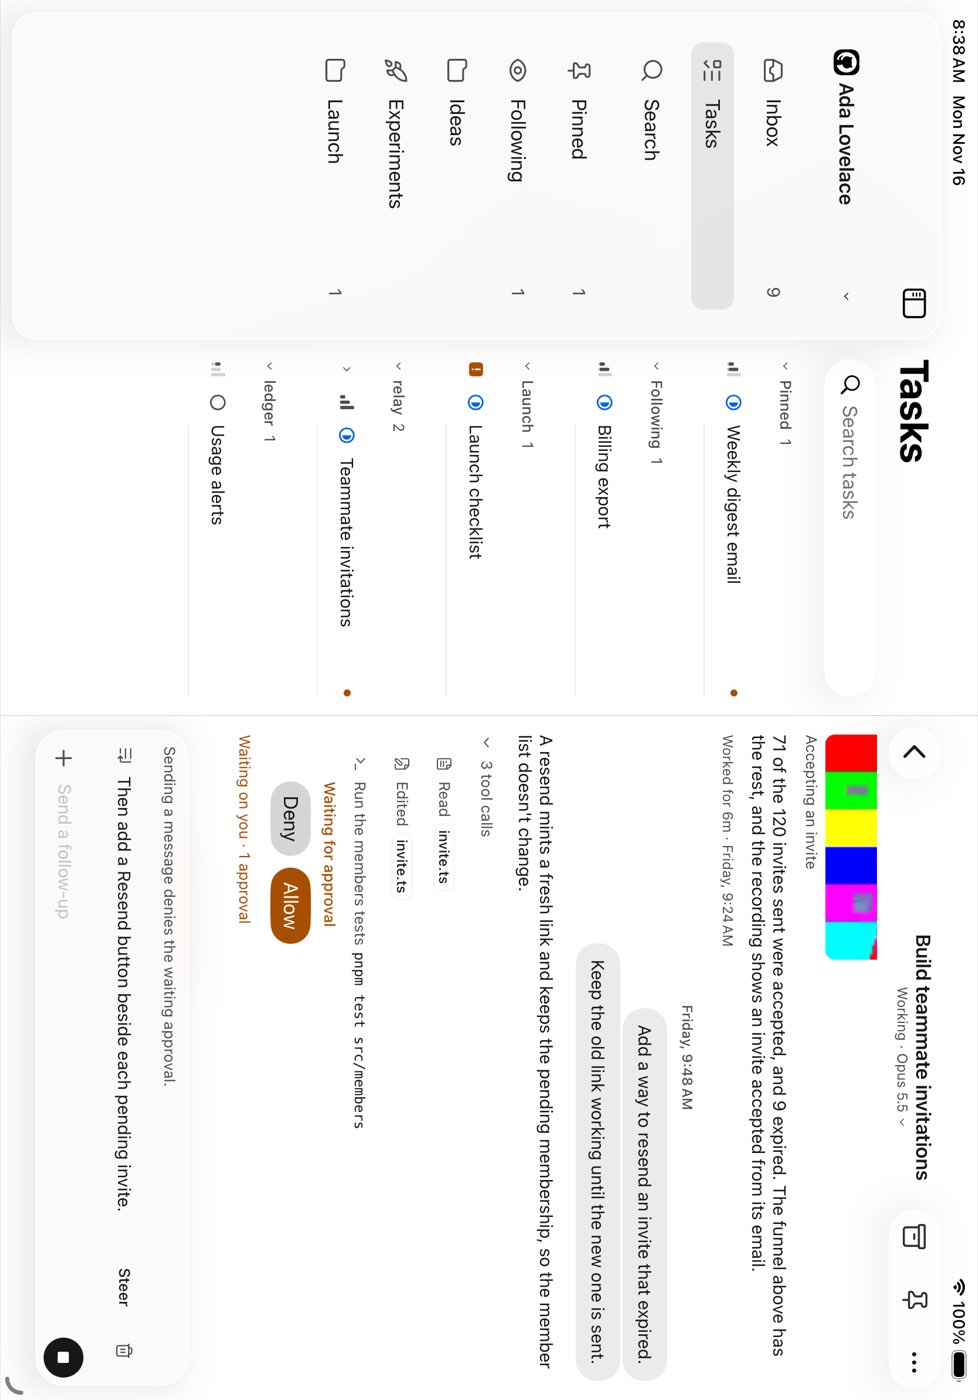 8:38 AM Mon Nov 16
100%
Ada Lovelace
Inbox 9
Tasks
Search
Pinned 1
Following 1
Ideas
Experiments
Launch 1
Tasks
Search tasks
Pinned 1
Weekly digest email
Following 1
Billing export
Launch 1
Launch checklist
relay 2
Teammate invitations
ledger 1
Usage alerts
Build teammate invitations
Working · Opus 5.5
Accepting an invite
71 of the 120 invites sent were accepted, and 9 expired. The funnel above has
the rest, and the recording shows an invite accepted from its email.
Worked for 6m · Friday, 9:24 AM
Friday, 9:48 AM
Add a way to resend an invite that expired.
Keep the old link working until the new one is sent.
A resend mints a fresh link and keeps the pending membership, so the member
list doesn't change.
3 tool calls
Read invite.ts
Edited invite.ts
Run the members tests pnpm test src/members
Waiting for approval
Deny Allow
Waiting on you · 1 approval
Sending a message denies the waiting approval.
Then add a Resend button beside each pending invite. Steer
Send a follow-up